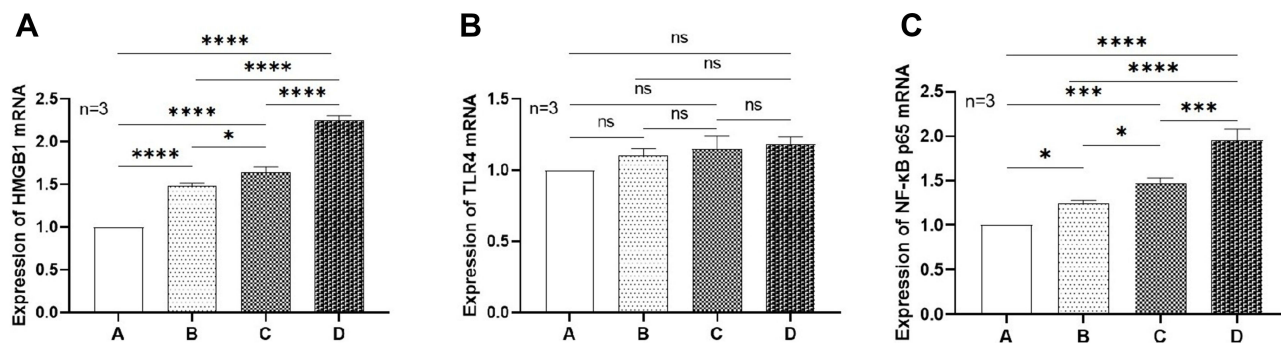 A
****
****
****
n=3
****
*
****
Expression of HMGB1 mRNA
2.5
2.0
1.5
1.0
0.5
0.0
A B C D
B
ns
ns
n=3
ns
ns
ns
ns
Expression of TLR4 mRNA
1.5
1.0
0.5
0.0
A B C D
C
****
****
n=3
***
***
*
*
Expression of NF-κB p65 mRNA
2.5
2.0
1.5
1.0
0.5
0.0
A B C D